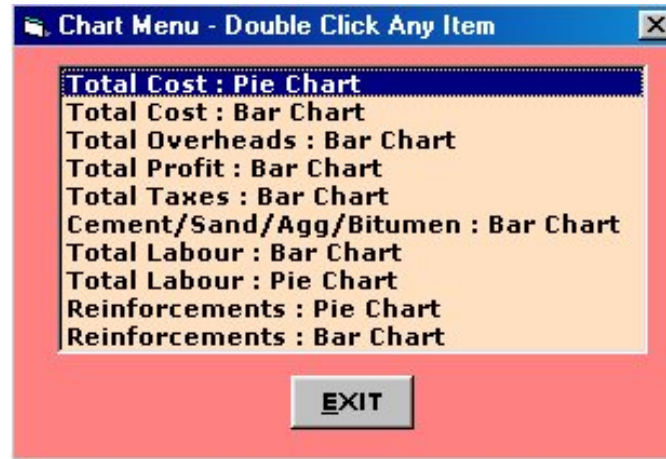 Chart Menu - Double Click Any Item
Total Cost : Pie Chart
Total Cost : Bar Chart
Total Overheads : Bar Chart
Total Profit : Bar Chart
Total Taxes : Bar Chart
Cement/Sand/Agg/Bitumen : Bar Chart
Total Labour : Bar Chart
Total Labour : Pie Chart
Reinforcements : Pie Chart
Reinforcements : Bar Chart
EXIT